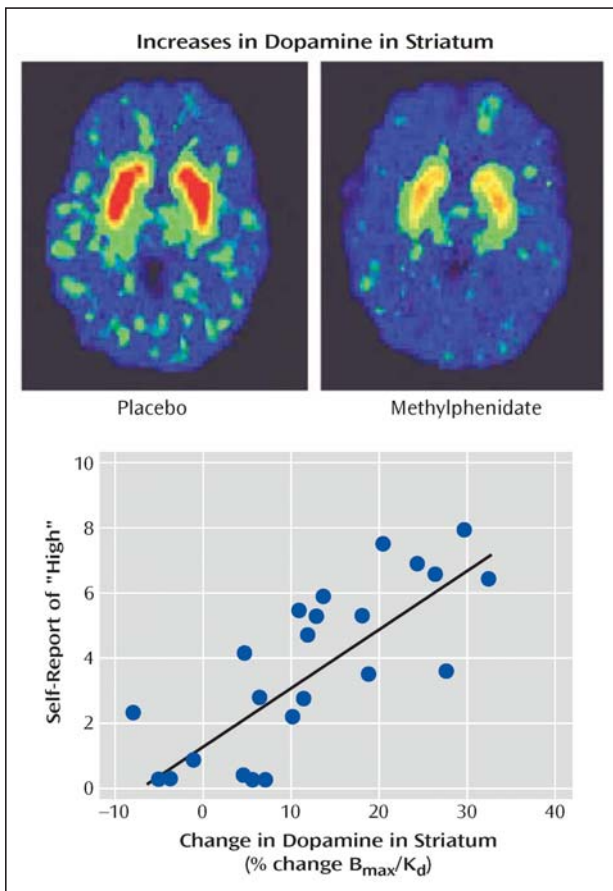 Increases in Dopamine in Striatum
Placebo
Methylphenidate
10
8
6
4
2
0
Self-Report of "High"
−10
0
10
20
30
40
Change in Dopamine in Striatum
(% change Bmax/Kd)